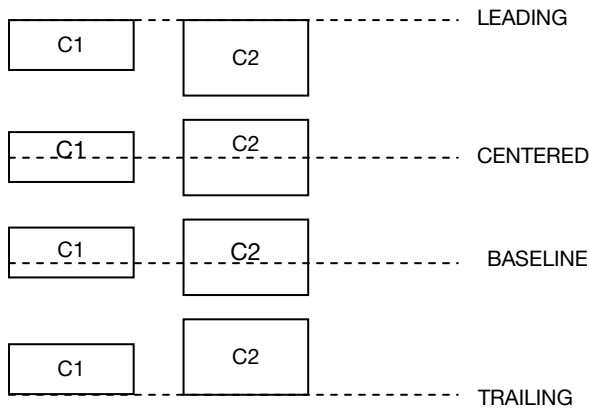 C1 C2 LEADING
C1 C2 CENTERED
C1 C2 BASELINE
C1 C2 TRAILING